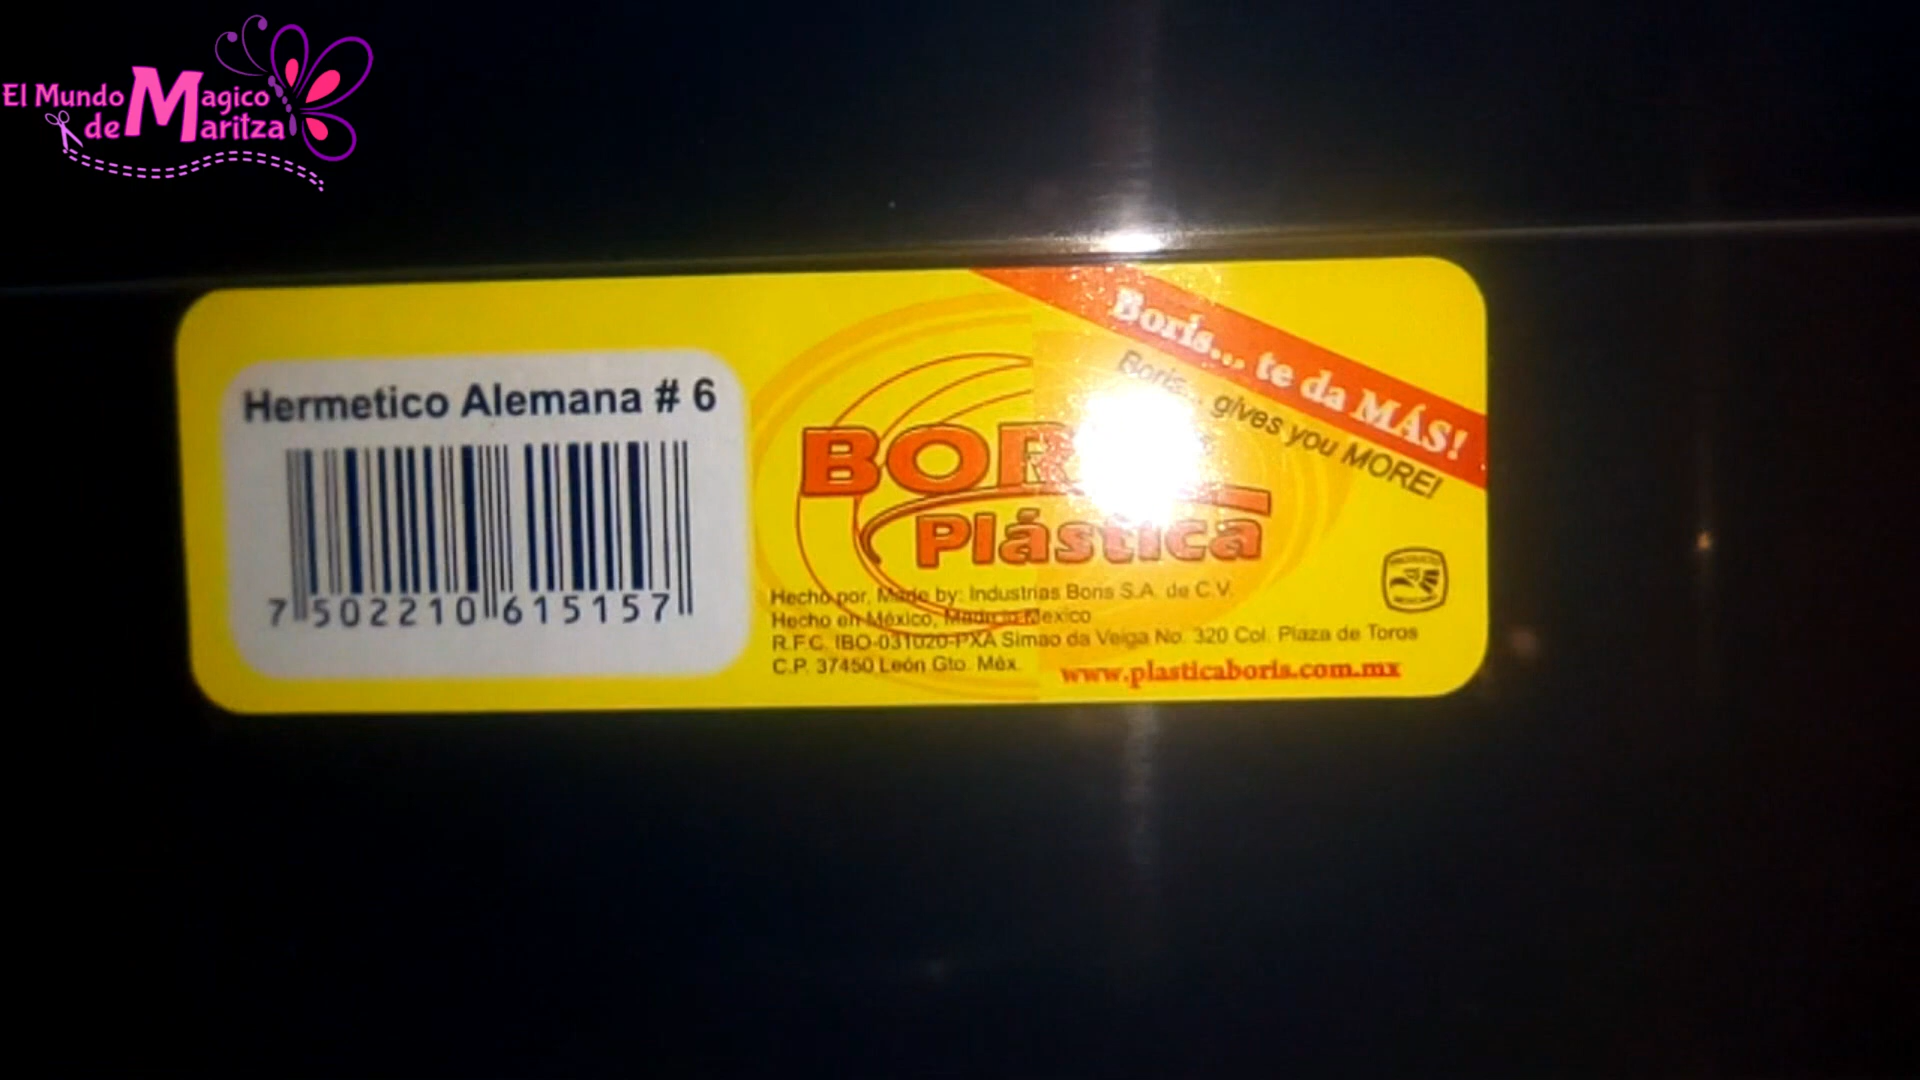 El Mundo Magico
de Maritza
Hermetico Alemana # 6
7 502210 615157
Boris... te da MÁS!
Boris... gives you MORE!
Plástica
Hecho por, Made by: Industrias Boris S.A. de C.V.
Hecho en México, Made in Mexico
R.F.C. IBO-031020-PXA Simao da Veiga No. 320 Col. Plaza de Toros
C.P. 37450 León Gto. Méx.
www.plasticaboris.com.mx